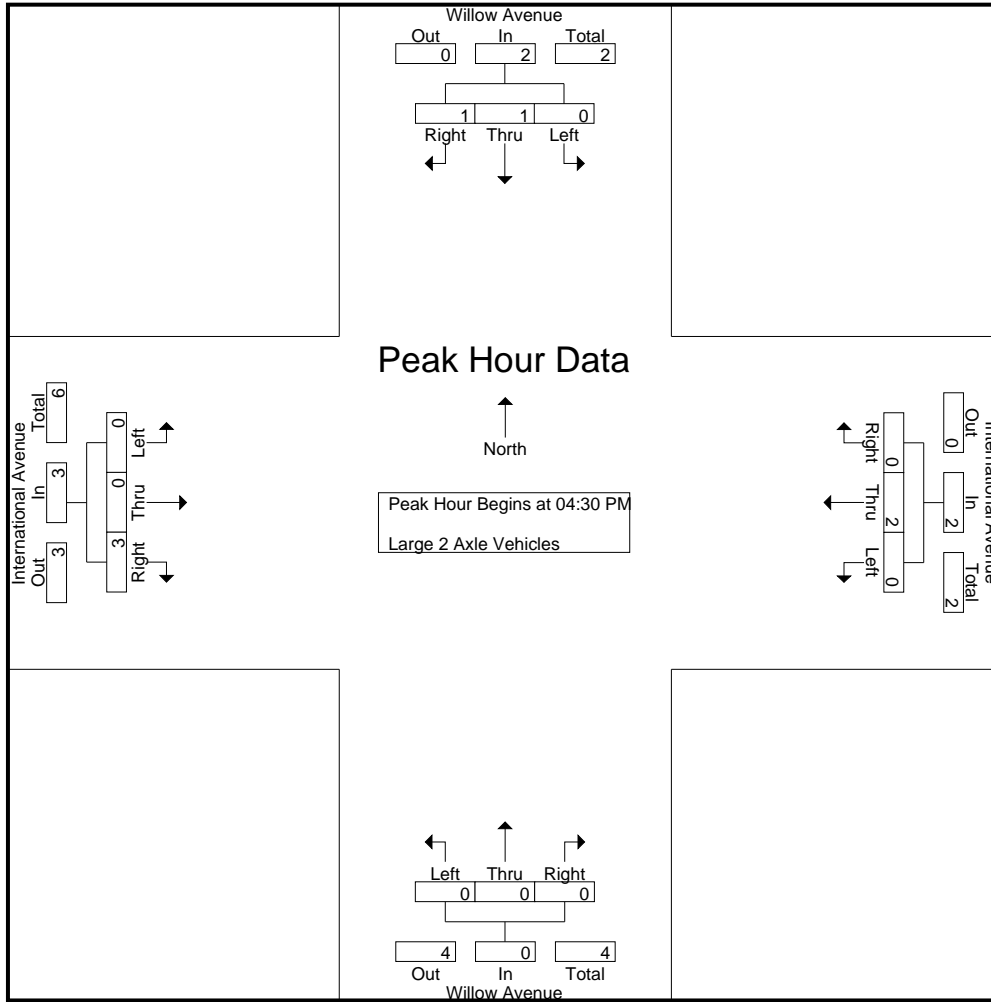 Willow Avenue
Out In Total
0 2 2
1 1 0
Right Thru Left
Peak Hour Data
North
Peak Hour Begins at 04:30 PM
Large 2 Axle Vehicles
International Avenue
Total In Out
6 3 3
0 0 3
Left Thru Right
International Avenue
Out In Total
0 2 2
0 2 0
Right Thru Left
Left Thru Right
0 0 0
4 0 4
Out In Total
Willow Avenue